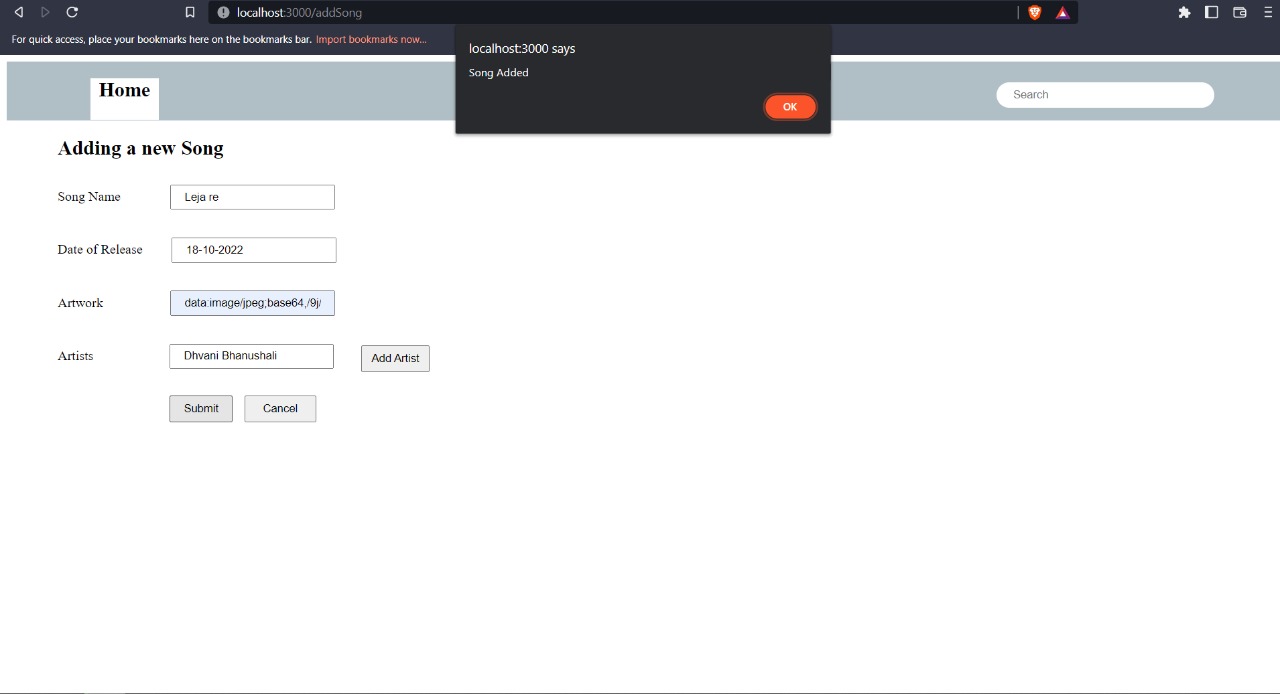 localhost:3000/addSong
For quick access, place your bookmarks here on the bookmarks bar. Import bookmarks now...
localhost:3000 says
Song Added
OK
Home
Search
Adding a new Song
Song Name
Leja re
Date of Release
18-10-2022
Artwork
data:image/jpeg;base64,/9j/
Artists
Dhvani Bhanushali
Add Artist
Submit
Cancel